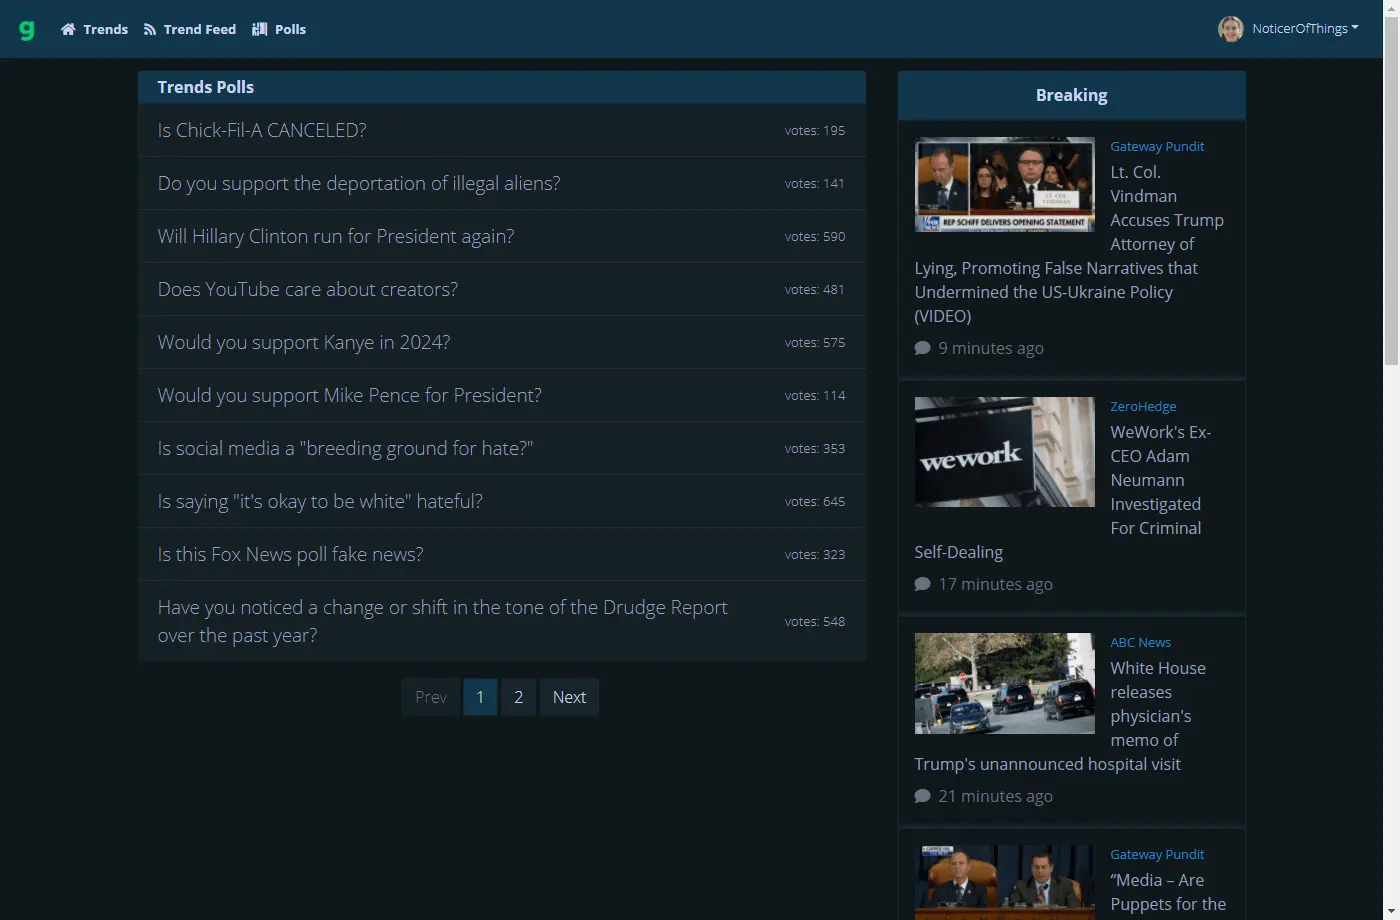 g Trends Trend Feed Polls NoticerOfThings
Trends Polls
Is Chick-Fil-A CANCELED? votes: 195
Do you support the deportation of illegal aliens? votes: 141
Will Hillary Clinton run for President again? votes: 590
Does YouTube care about creators? votes: 481
Would you support Kanye in 2024? votes: 575
Would you support Mike Pence for President? votes: 114
Is social media a "breeding ground for hate?" votes: 353
Is saying "it's okay to be white" hateful? votes: 645
Is this Fox News poll fake news? votes: 323
Have you noticed a change or shift in the tone of the Drudge Report
over the past year?
votes: 548
Prev 1 2 Next
Breaking
LT. COL. VINDMAN
REP SCHIFF DELIVERS OPENING STATEMENT
Gateway Pundit
Lt. Col.
Vindman
Accuses Trump
Attorney of
Lying, Promoting False Narratives that
Undermined the US-Ukraine Policy
(VIDEO)
9 minutes ago
wework
ZeroHedge
WeWork's Ex-
CEO Adam
Neumann
Investigated
For Criminal
Self-Dealing
17 minutes ago
ABC News
White House
releases
physician's
memo of
Trump's unannounced hospital visit
21 minutes ago
CAPITOL HILL
Gateway Pundit
“Media – Are
Puppets for the